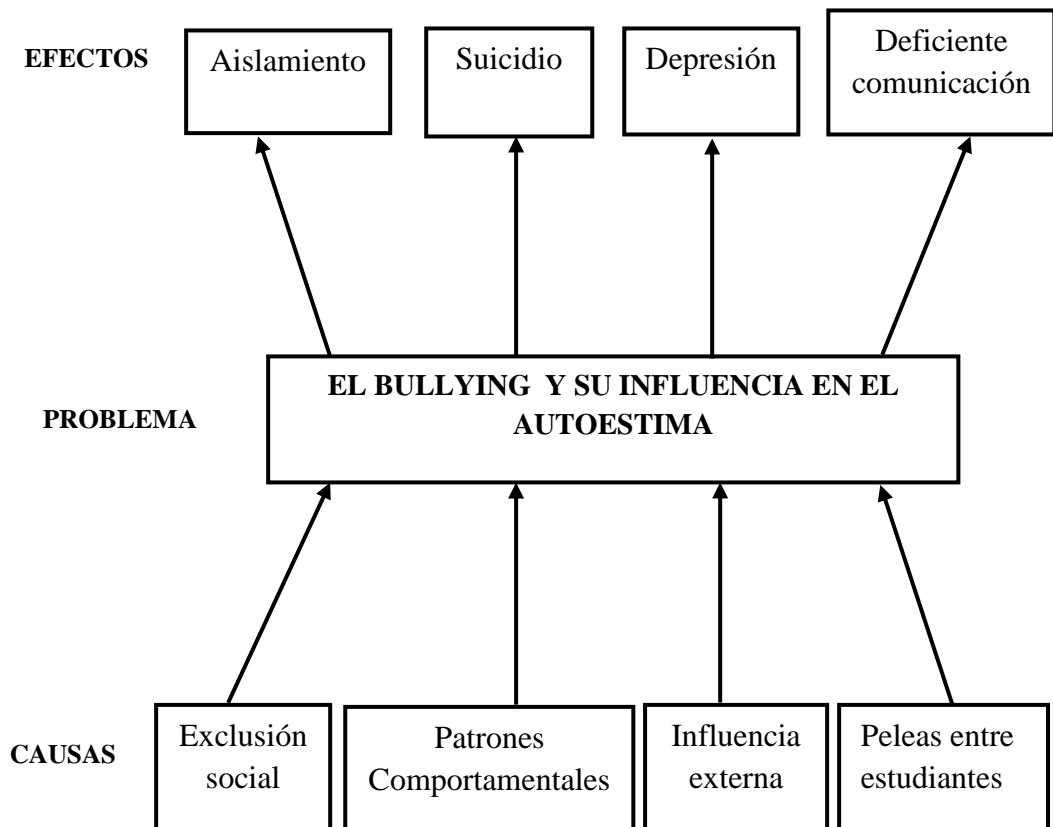 EFECTOS
Aislamiento
Suicidio
Depresión
Deficiente
comunicación
PROBLEMA
EL BULLYING Y SU INFLUENCIA EN EL
AUTOESTIMA
CAUSAS
Exclusión
social
Patrones
Comportamentales
Influencia
externa
Peleas entre
estudiantes